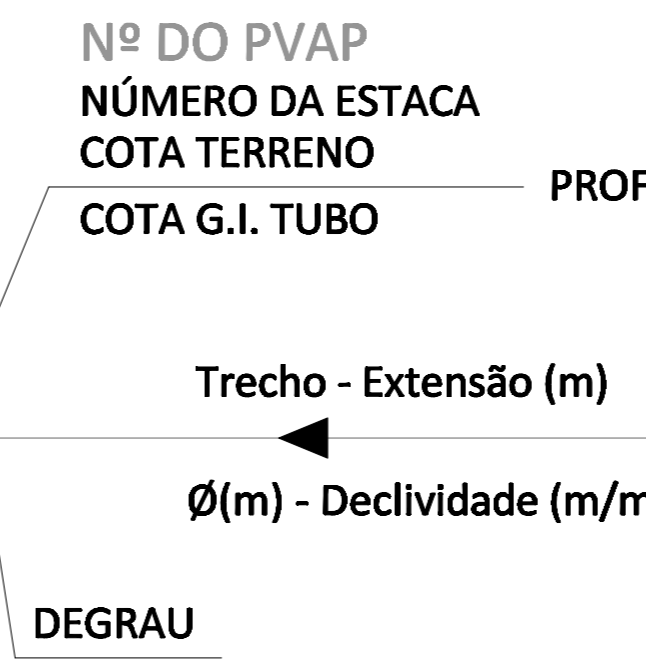 Nº DO PVAP
NÚMERO DA ESTACA
COTA TERRENO
PROF
COTA G.I. TUBO
Trecho - Extensão (m)
Ø(m) - Declividade (m/m
DEGRAU